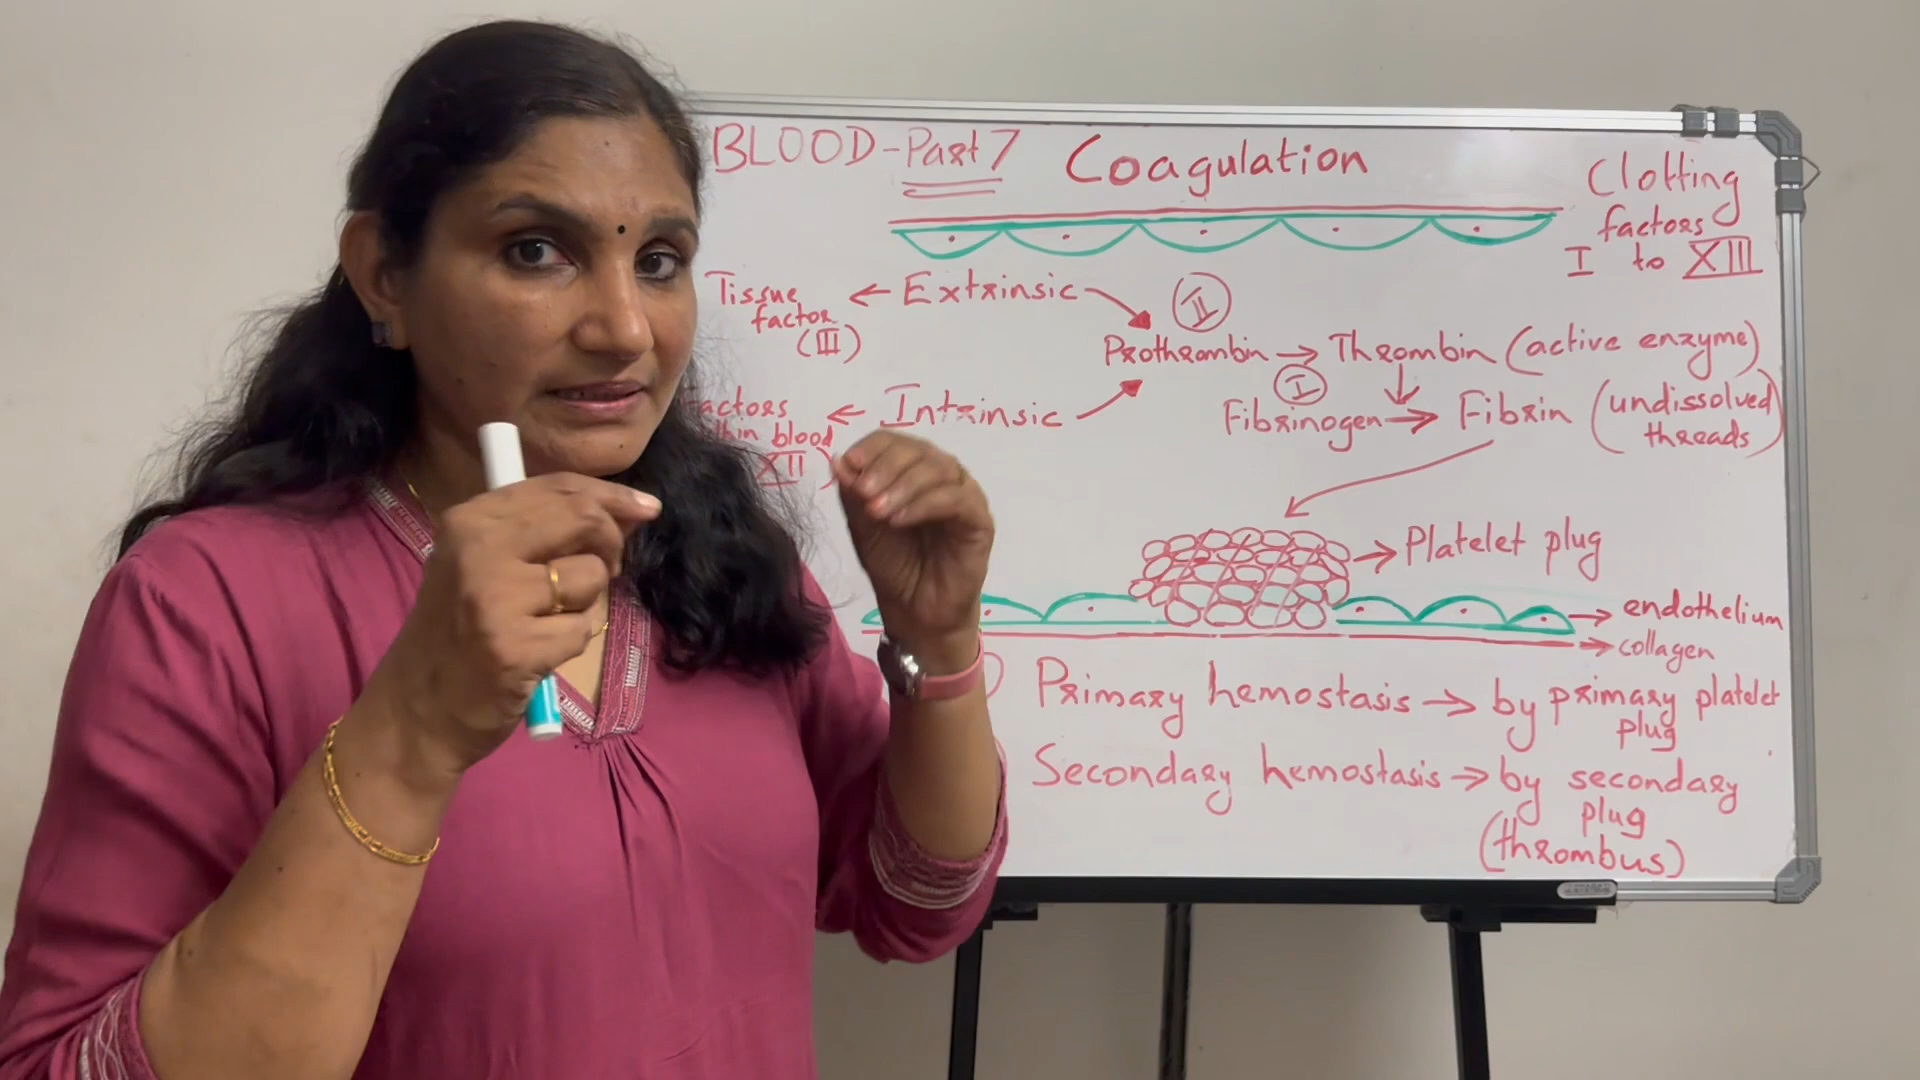 BLOOD-Part 7
Coagulation
Clotting
factors
I to XIII
Tissue
factor
(III)
← Extrinsic
II
Prothrombin → Thrombin (active enzyme)
← Intrinsic
blood
XII)
I
Fibrinogen → Fibrin (undissolved
threads)
→ Platelet plug
→ endothelium
→ collagen
Primary hemostasis → by primary platelet
plug
Secondary hemostasis → by secondary
plug
(thrombus)